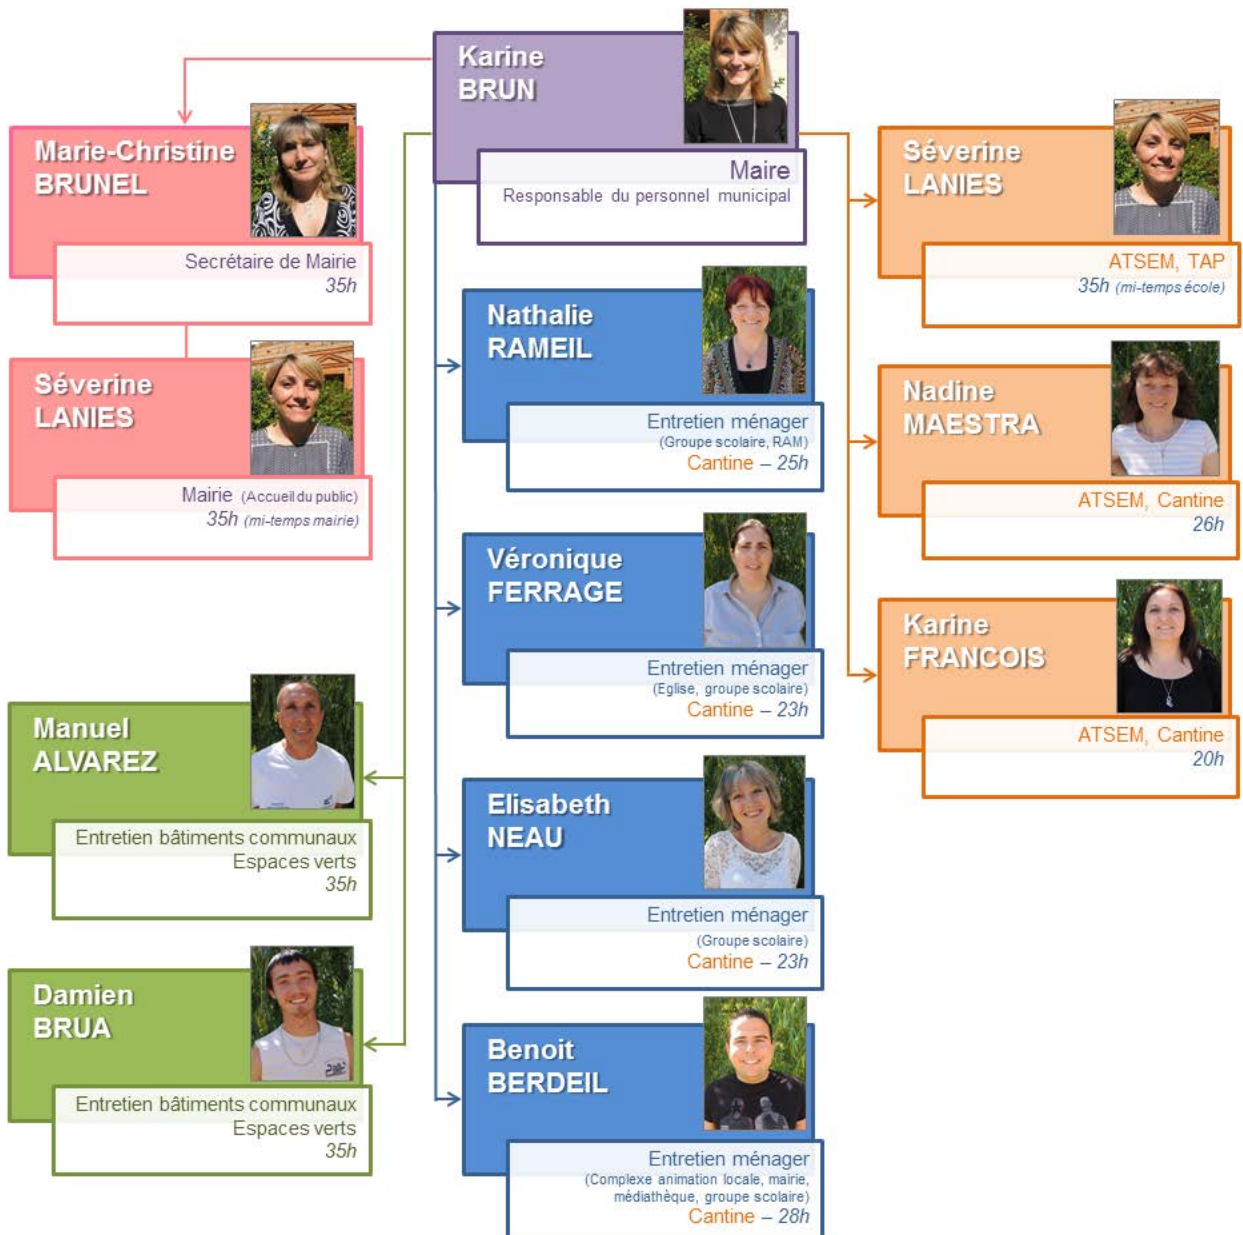 Karine
BRUN
Maire
Responsable du personnel municipal
Marie-Christine
BRUNEL
Secrétaire de Mairie
35h
Séverine
LANIES
Mairie (Accueil du public)
35h (mi-temps mairie)
Manuel
ALVAREZ
Entretien bâtiments communaux
Espaces verts
35h
Damien
BRUA
Entretien bâtiments communaux
Espaces verts
35h
Nathalie
RAMEIL
Entretien ménager
(Groupe scolaire, RAM)
Cantine – 25h
Véronique
FERRAGE
Entretien ménager
(Eglise, groupe scolaire)
Cantine – 23h
Elisabeth
NEAU
Entretien ménager
(Groupe scolaire)
Cantine – 23h
Benoit
BERDEIL
Entretien ménager
(Complexe animation locale, mairie,
médiathèque, groupe scolaire)
Cantine – 28h
Séverine
LANIES
ATSEM, TAP
35h (mi-temps école)
Nadine
MAESTRA
ATSEM, Cantine
26h
Karine
FRANCOIS
ATSEM, Cantine
20h